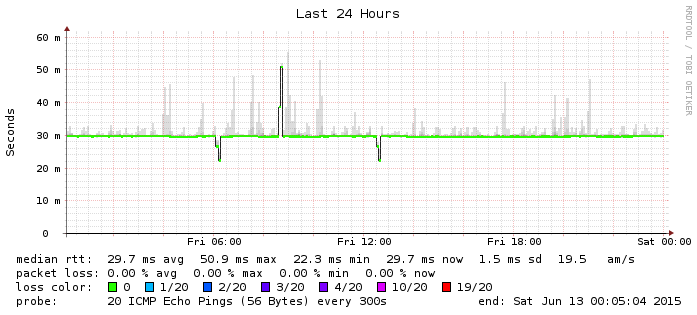 Last 24 Hours
RRDTOOL / TOBI OETIKER
Seconds
60 m
50 m
40 m
30 m
20 m
10 m
0
Fri 06:00 Fri 12:00 Fri 18:00 Sat 00:00
median rtt: 29.7 ms avg 50.9 ms max 22.3 ms min 29.7 ms now 1.5 ms sd 19.5 am/s
packet loss: 0.00 % avg 0.00 % max 0.00 % min 0.00 % now
loss color: 0 1/20 2/20 3/20 4/20 10/20 19/20
probe: 20 ICMP Echo Pings (56 Bytes) every 300s end: Sat Jun 13 00:05:04 2015